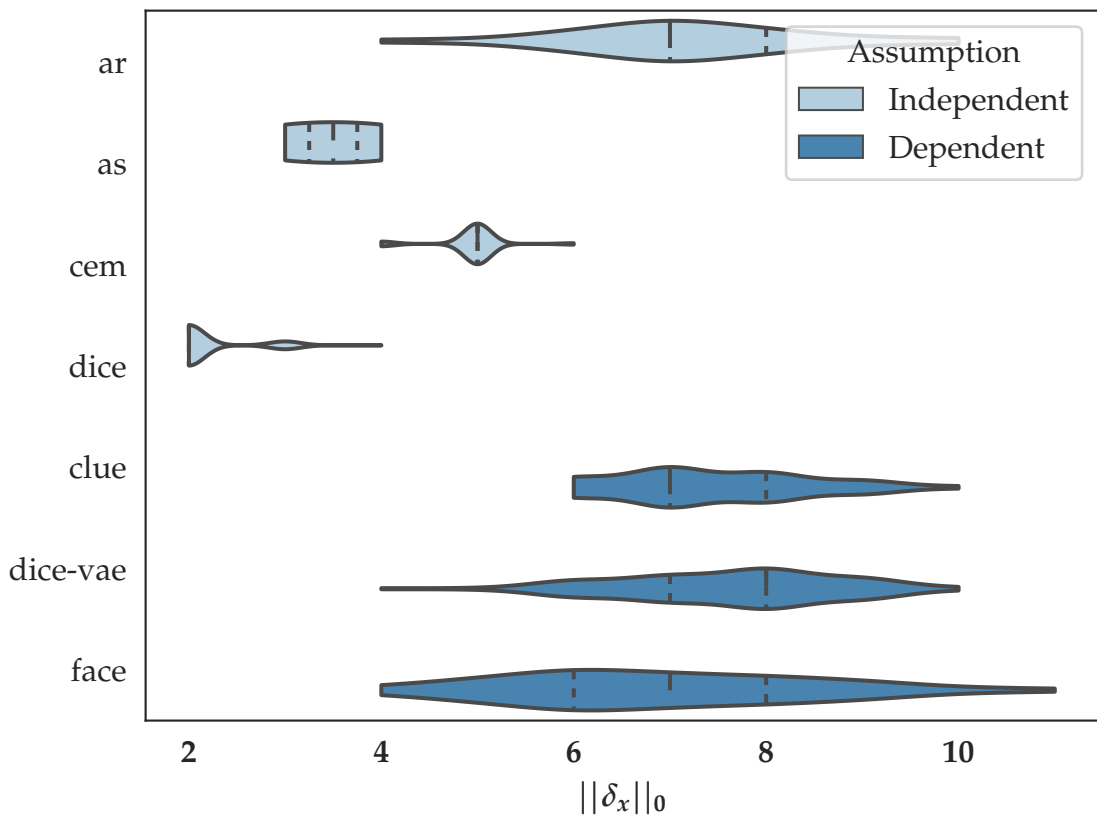 ar
as
cem
dice
clue
dice-vae
face
Assumption
Independent
Dependent
2 4 6 8 10
||δₓ||₀